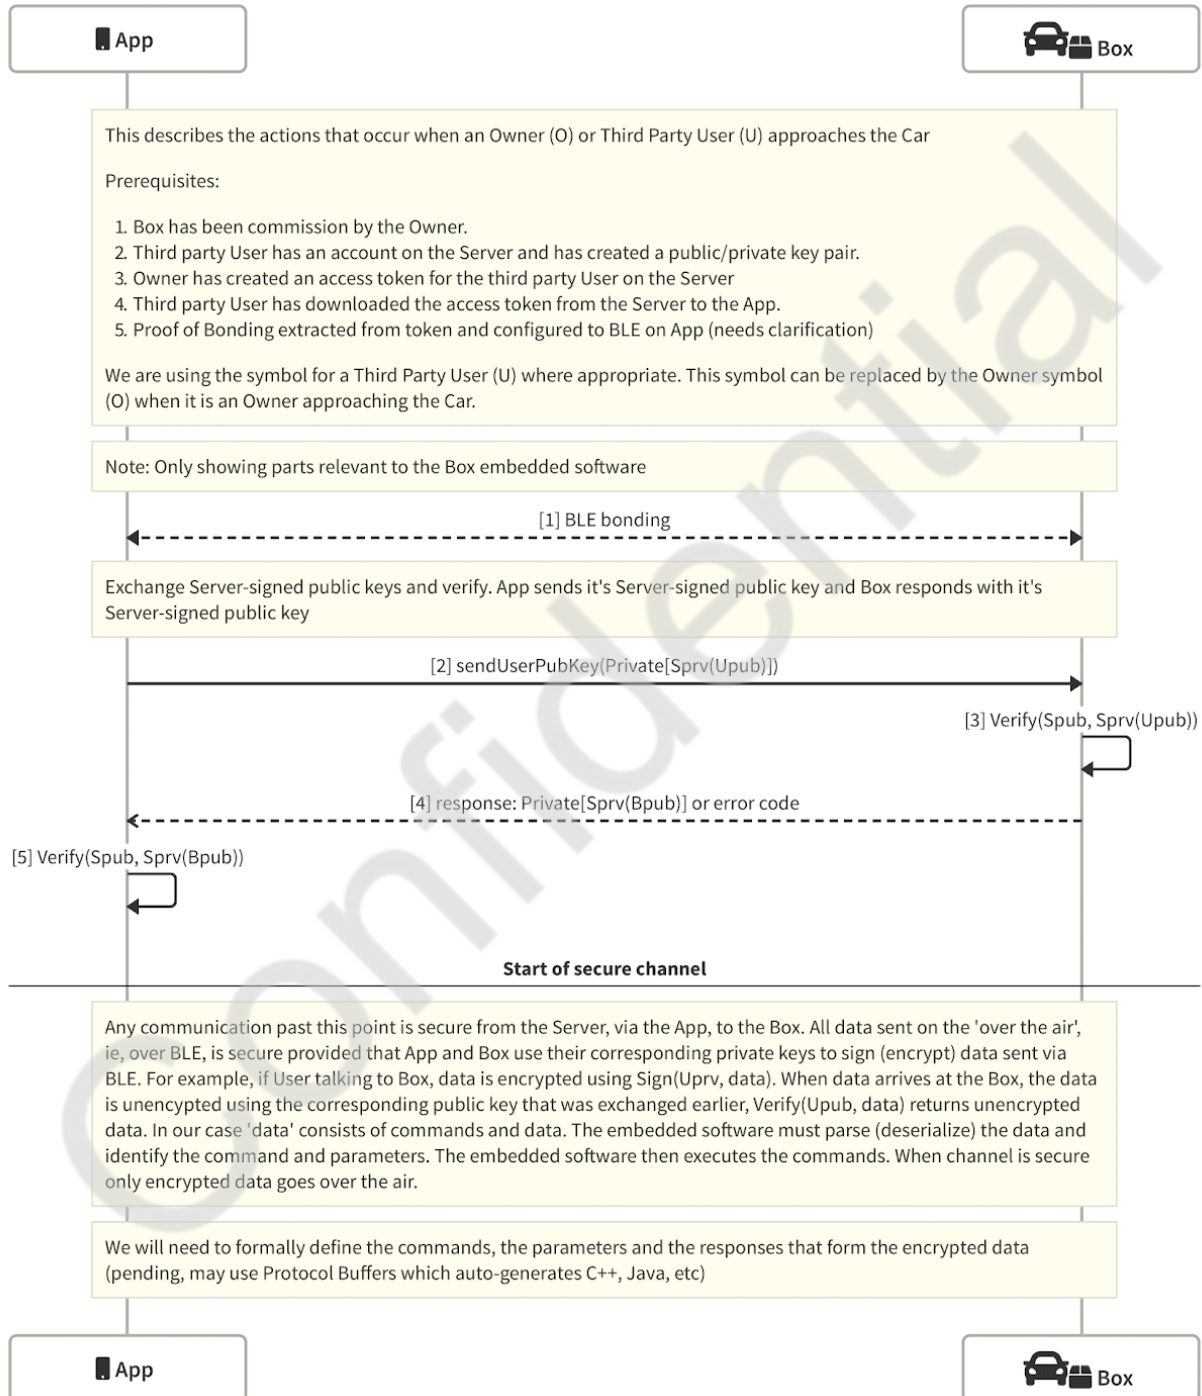 App
Box
This describes the actions that occur when an Owner (O) or Third Party User (U) approaches the Car
Prerequisites:
1. Box has been commission by the Owner.
2. Third party User has an account on the Server and has created a public/private key pair.
3. Owner has created an access token for the third party User on the Server
4. Third party User has downloaded the access token from the Server to the App.
5. Proof of Bonding extracted from token and configured to BLE on App (needs clarification)
We are using the symbol for a Third Party User (U) where appropriate. This symbol can be replaced by the Owner symbol
(O) when it is an Owner approaching the Car.
Note: Only showing parts relevant to the Box embedded software
[1] BLE bonding
Exchange Server-signed public keys and verify. App sends it's Server-signed public key and Box responds with it's
Server-signed public key
[2] sendUserPubKey(Private[Sprv(Upub)])
[3] Verify(Spub, Sprv(Upub))
[4] response: Private[Sprv(Bpub)] or error code
[5] Verify(Spub, Sprv(Bpub))
Start of secure channel
Any communication past this point is secure from the Server, via the App, to the Box. All data sent on the 'over the air',
ie, over BLE, is secure provided that App and Box use their corresponding private keys to sign (encrypt) data sent via
BLE. For example, if User talking to Box, data is encrypted using Sign(Uprv, data). When data arrives at the Box, the data
is unencypted using the corresponding public key that was exchanged earlier, Verify(Upub, data) returns unencrypted
data. In our case 'data' consists of commands and data. The embedded software must parse (deserialize) the data and
identify the command and parameters. The embedded software then executes the commands. When channel is secure
only encrypted data goes over the air.
We will need to formally define the commands, the parameters and the responses that form the encrypted data
(pending, may use Protocol Buffers which auto-generates C++, Java, etc)
App
Box
Confidential